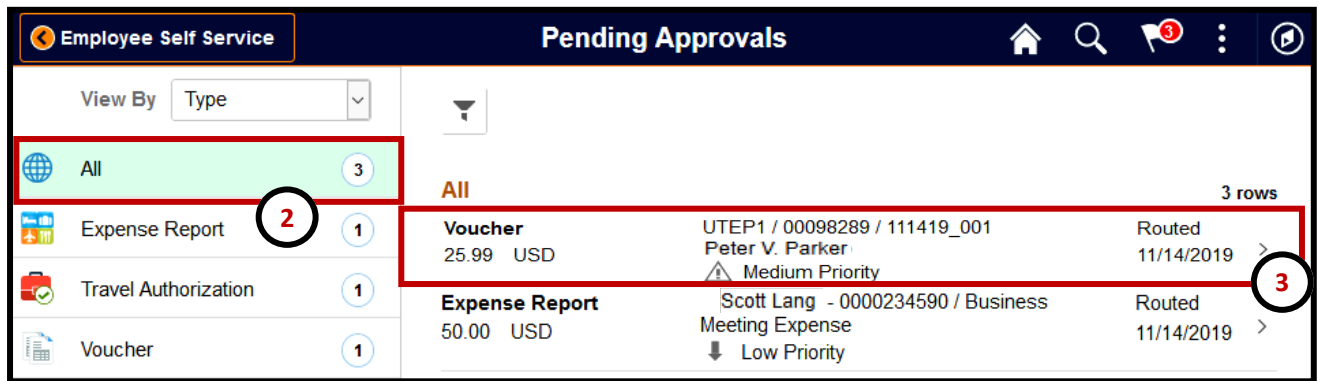 Employee Self Service
Pending Approvals
3
View By Type
All 3
2
Expense Report 1
Travel Authorization 1
Voucher 1
All
3 rows
Voucher UTEP1 / 00098289 / 111419_001 Routed
25.99 USD Peter V. Parker 11/14/2019
Medium Priority
3
Expense Report Scott Lang - 0000234590 / Business Routed
50.00 USD Meeting Expense 11/14/2019
Low Priority